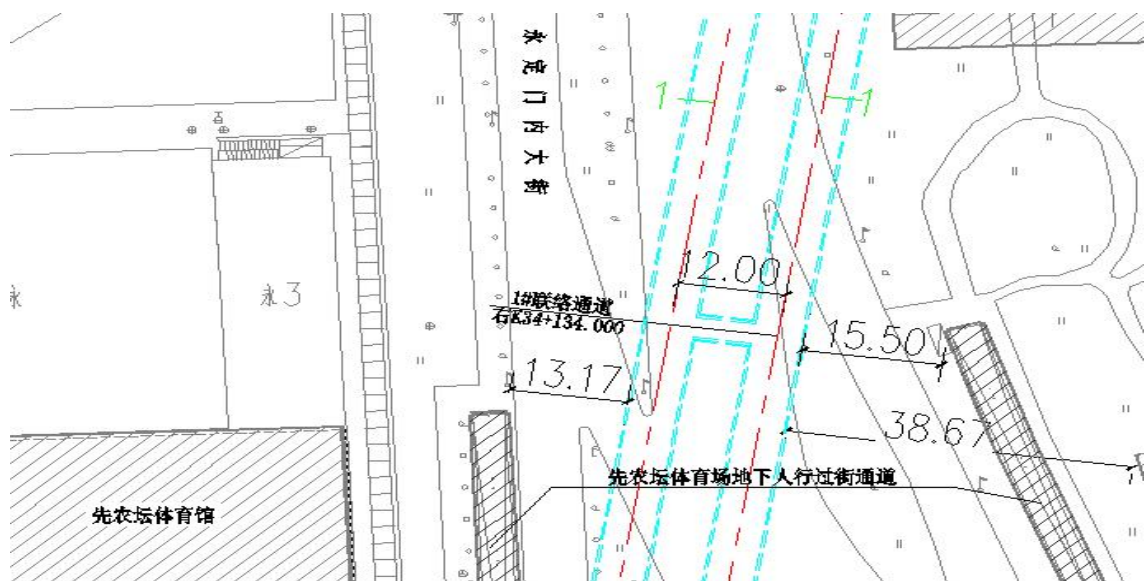 永定门内大街
1
1
12.00
1#联络通道
右K34+134.000
永3
15.50
13.17
38.67
先农坛体育场地下人行过街通道
先农坛体育馆